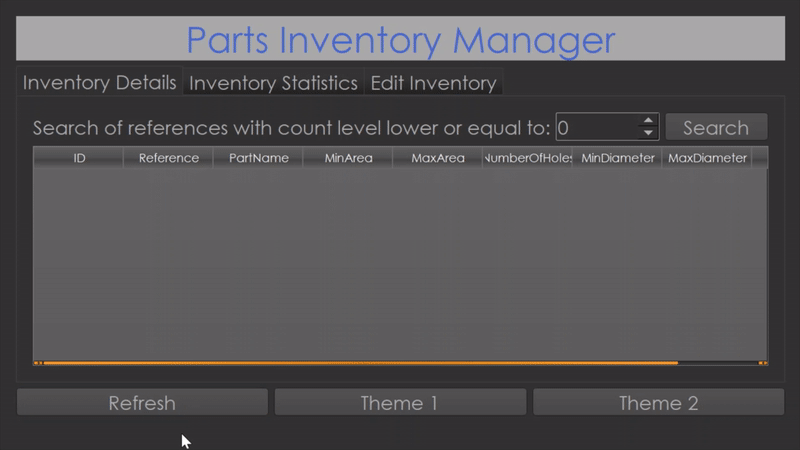 Parts Inventory Manager
Inventory Details Inventory Statistics Edit Inventory
Search of references with count level lower or equal to: 0 Search
ID Reference PartName MinArea MaxArea NumberOfHoles MinDiameter MaxDiameter
Refresh Theme 1 Theme 2